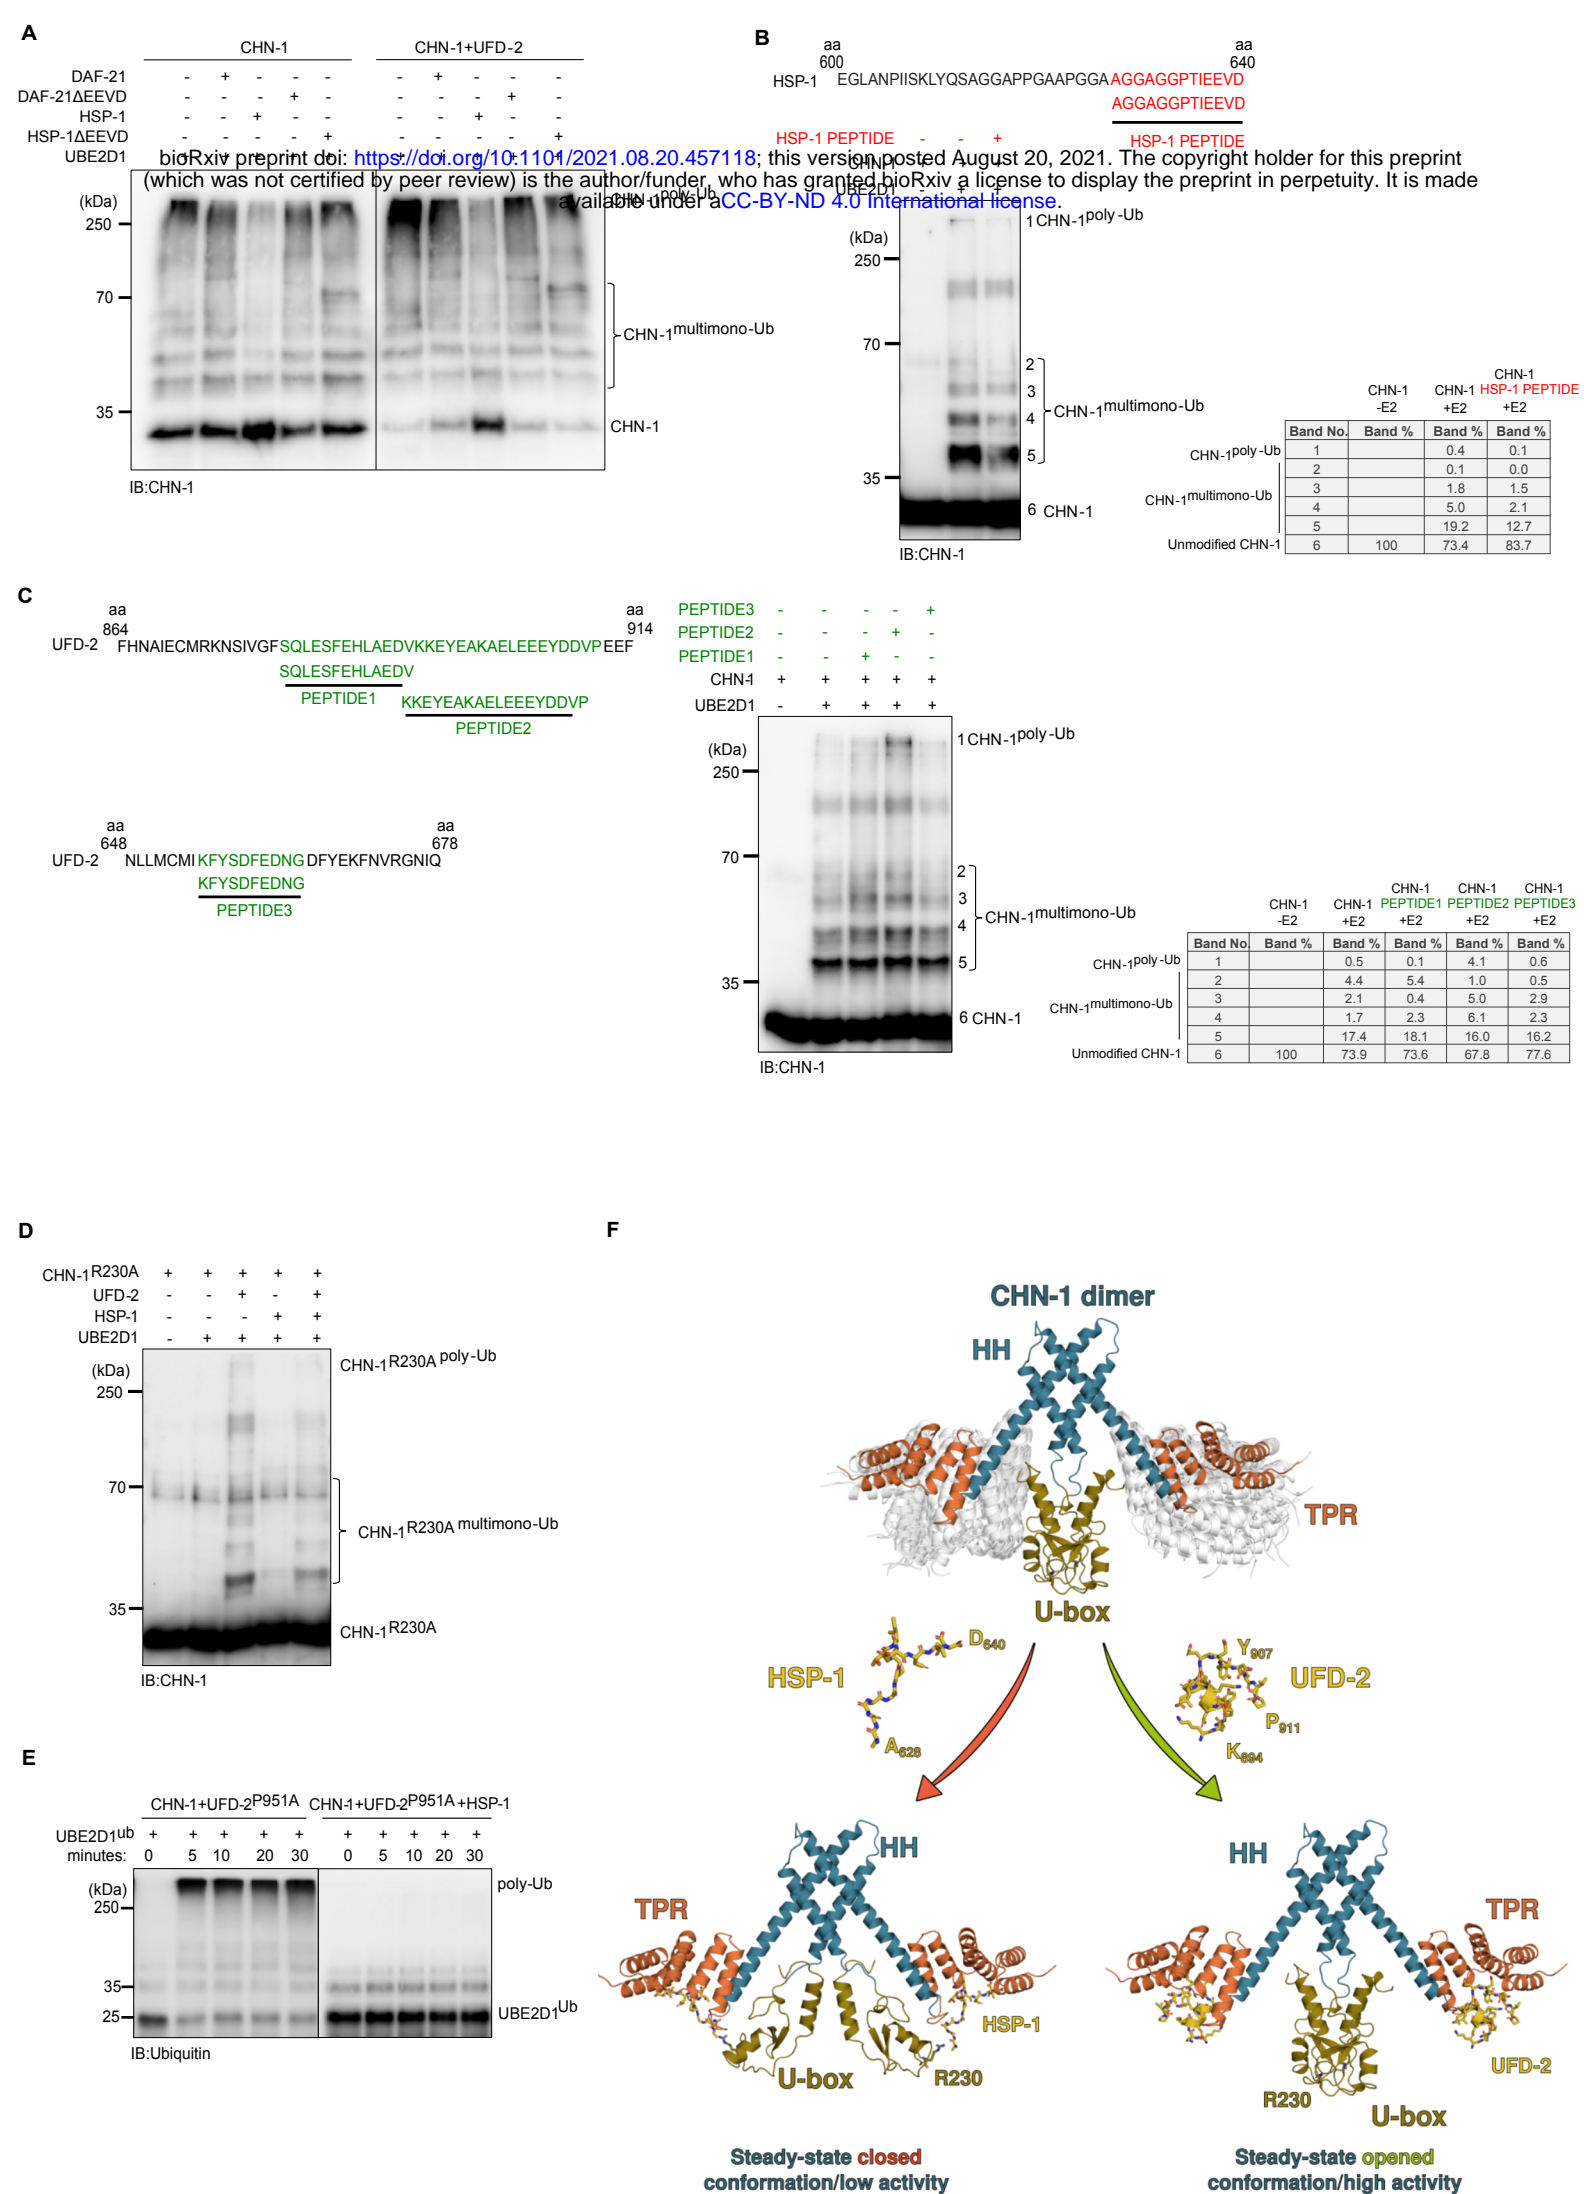 A
CHN-1 CHN-1+UFD-2
DAF-21 - + - - - - + - - -
DAF-21ΔEEVD - - - + - - - - + -
HSP-1 - - + - - - - + - -
HSP-1ΔEEVD - - - - + - - - - +
UBE2D1 + + + + + + + + + +
bioRxiv preprint doi: https://doi.org/10.1101/2021.08.20.457118; this version posted August 20, 2021. The copyright holder for this preprint
(which was not certified by peer review) is the author/funder, who has granted bioRxiv a license to display the preprint in perpetuity. It is made
available under aCC-BY-ND 4.0 International license.
(kDa)
250
70
35
CHN-1poly-Ub
CHN-1multimono-Ub
CHN-1
IB:CHN-1
B
aa aa
600 640
HSP-1 EGLANPIISKLYQSAGGAPPGAAPGGAAGGAGGPTIEEVD
AGGAGGPTIEEVD
HSP-1 PEPTIDE
HSP-1 PEPTIDE - - +
CHN-1 + + +
UBE2D1 - + +
(kDa)
250
70
35
1 CHN-1poly-Ub
2
3
4
5
CHN-1multimono-Ub
6 CHN-1
IB:CHN-1
CHN-1 CHN-1 CHN-1
-E2 +E2 HSP-1 PEPTIDE
+E2
Band No. Band % Band % Band %
CHN-1poly-Ub 1 0.4 0.1
2 0.1 0.0
CHN-1multimono-Ub 3 1.8 1.5
4 5.0 2.1
5 19.2 12.7
Unmodified CHN-1 6 100 73.4 83.7
C
aa aa
864 914
UFD-2 FHNAIECMRKNSIVGFSQLESFEHLAEDVKKEYEAKAELEEEYDDVPEEF
SQLESFEHLAEDV
PEPTIDE1
KKEYEAKAELEEEYDDVP
PEPTIDE2
aa aa
648 678
UFD-2 NLLMCMIKFYSDFEDNGDFYEKFNVRGNIQ
KFYSDFEDNG
PEPTIDE3
PEPTIDE3 - - - - +
PEPTIDE2 - - - + -
PEPTIDE1 - - + - -
CHN-1 + + + + +
UBE2D1 - + + + +
(kDa)
250
70
35
1 CHN-1poly-Ub
2
3
4
5
CHN-1multimono-Ub
6 CHN-1
IB:CHN-1
CHN-1 CHN-1 CHN-1 CHN-1 CHN-1
-E2 +E2 PEPTIDE1 PEPTIDE2 PEPTIDE3
+E2 +E2 +E2
Band No. Band % Band % Band % Band % Band %
CHN-1poly-Ub 1 0.5 0.1 4.1 0.6
2 4.4 5.4 1.0 0.5
CHN-1multimono-Ub 3 2.1 0.4 5.0 2.9
4 1.7 2.3 6.1 2.3
5 17.4 18.1 16.0 16.2
Unmodified CHN-1 6 100 73.9 73.6 67.8 77.6
D
CHN-1R230A + + + + +
UFD-2 - - + - +
HSP-1 - - - + +
UBE2D1 - + + + +
(kDa)
250
70
35
CHN-1R230A poly-Ub
CHN-1R230A multimono-Ub
CHN-1R230A
IB:CHN-1
E
CHN-1+UFD-2P951A CHN-1+UFD-2P951A+HSP-1
UBE2D1ub + + + + + + + + + +
minutes: 0 5 10 20 30 0 5 10 20 30
(kDa)
250
35
25
poly-Ub
UBE2D1Ub
IB:Ubiquitin
F
CHN-1 dimer
HH
TPR
U-box
HSP-1
D640
A628
UFD-2
Y907
P911
K894
HH
TPR
HSP-1
U-box
R230
Steady-state closed
conformation/low activity
HH
TPR
UFD-2
R230
U-box
Steady-state opened
conformation/high activity